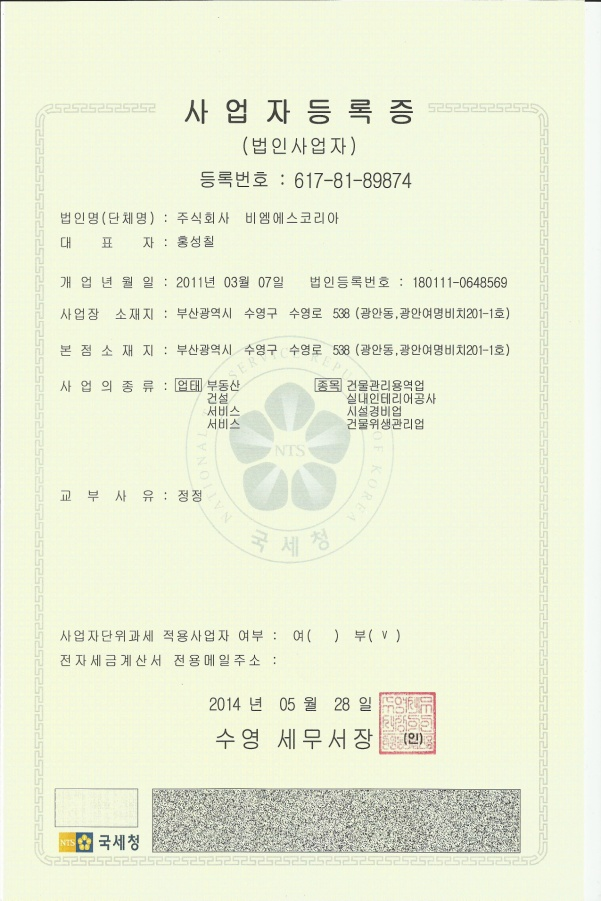 사업자등록증
(법인사업자)
등록번호 : 617-81-89874
법인명(단체명) : 주식회사 비엠에스코리아
대 표 자 : 홍성칠
개 업 년 월 일 : 2011년 03월 07일 법인등록번호 : 180111-0648569
사업장 소재지 : 부산광역시 수영구 수영로 538 (광안동,광안여명비치201-1호)
본 점 소 재 지 : 부산광역시 수영구 수영로 538 (광안동,광안여명비치201-1호)
사 업 의 종 류 : 업태 부동산 종목 건물관리용역업
건설 실내인테리어공사
서비스 시설경비업
서비스 건물위생관리업
NATIONAL TAX SERVICE REPUBLIC OF KOREA
NTS
국세청
교 부 사 유 : 정정
사업자단위과세 적용사업자 여부 : 여( ) 부( v )
전자세금계산서 전용메일주소 :
2014 년 05 월 28 일
수영 세무서장 (인)
NTS 국세청